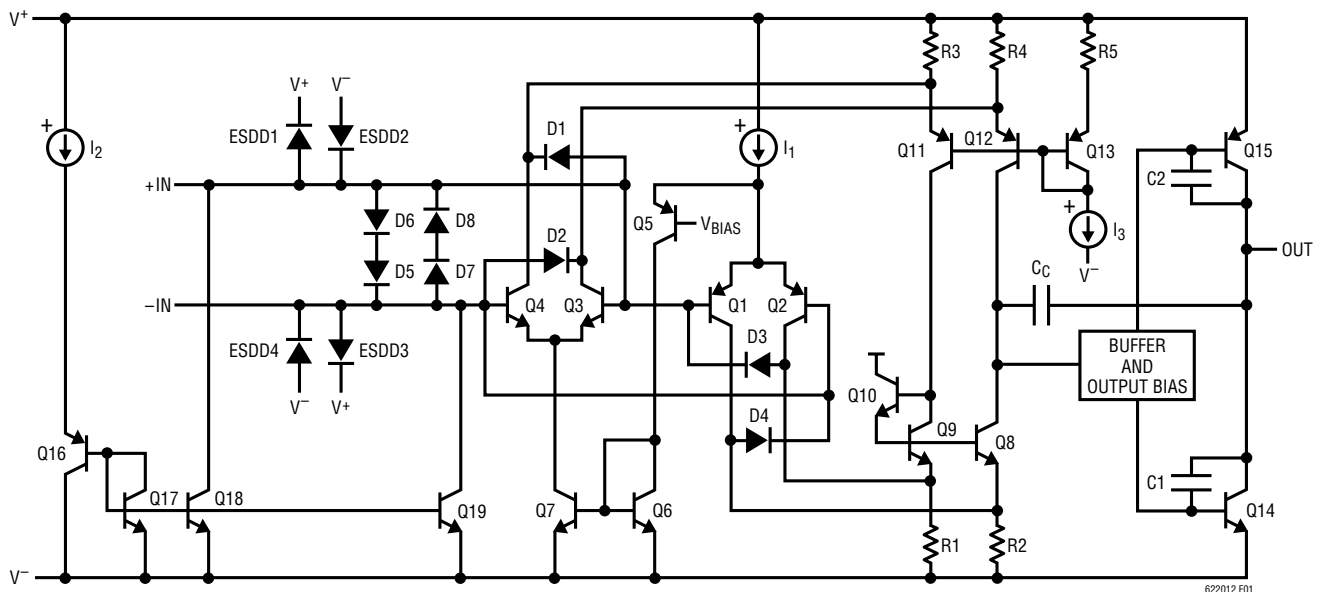 V+
R3
R4
R5
V+
V−
+
I2
ESDD1
ESDD2
D1
+
I1
Q11
Q12
Q13
Q15
C2
+IN
D6
D8
Q5
VBIAS
+
I3
D2
V−
OUT
D5
D7
CC
−IN
Q4
Q3
Q1
Q2
ESDD4
ESDD3
D3
BUFFER
AND
OUTPUT BIAS
V−
V+
Q10
D4
Q9
Q8
Q16
C1
Q17
Q18
Q19
Q7
Q6
Q14
R1
R2
V−
622012 F01